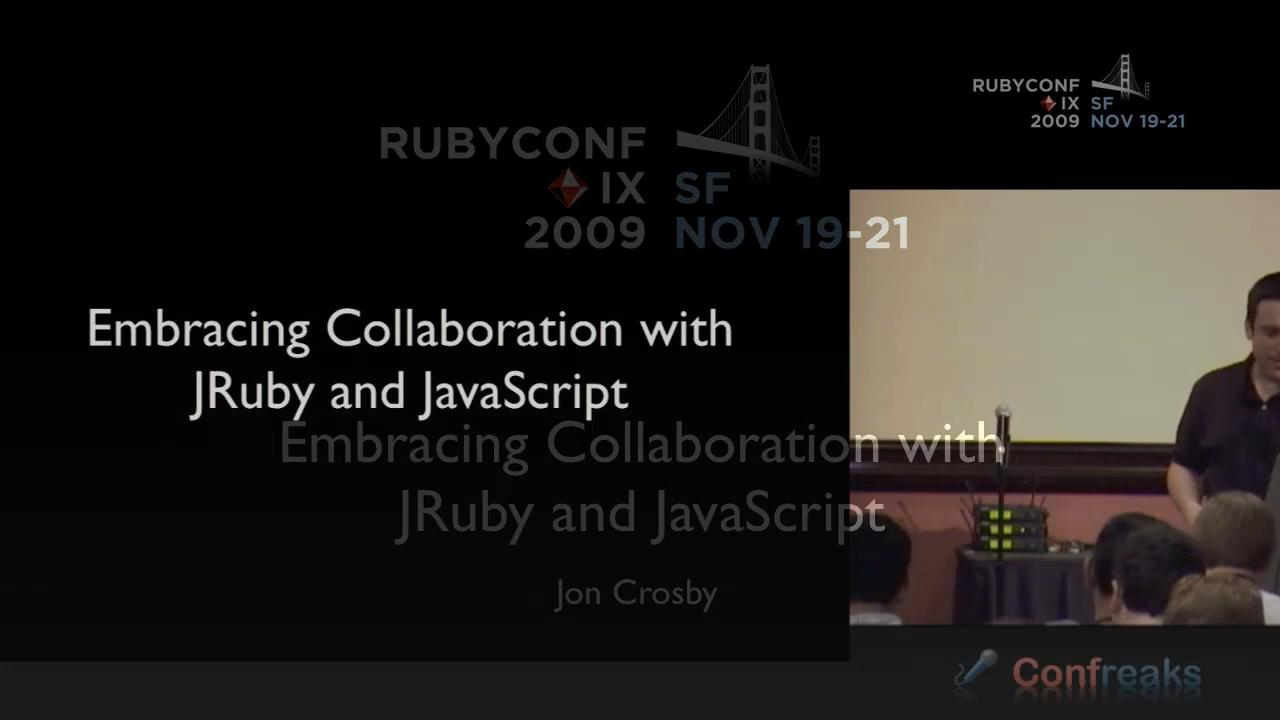 RUBYCONF
IX SF
2009 NOV 19-21
RUBYCONF
IX SF
2009 NOV 19-21
Embracing Collaboration with
JRuby and JavaScript
Embracing Collaboration with
JRuby and JavaScript
Jon Crosby
Confreaks